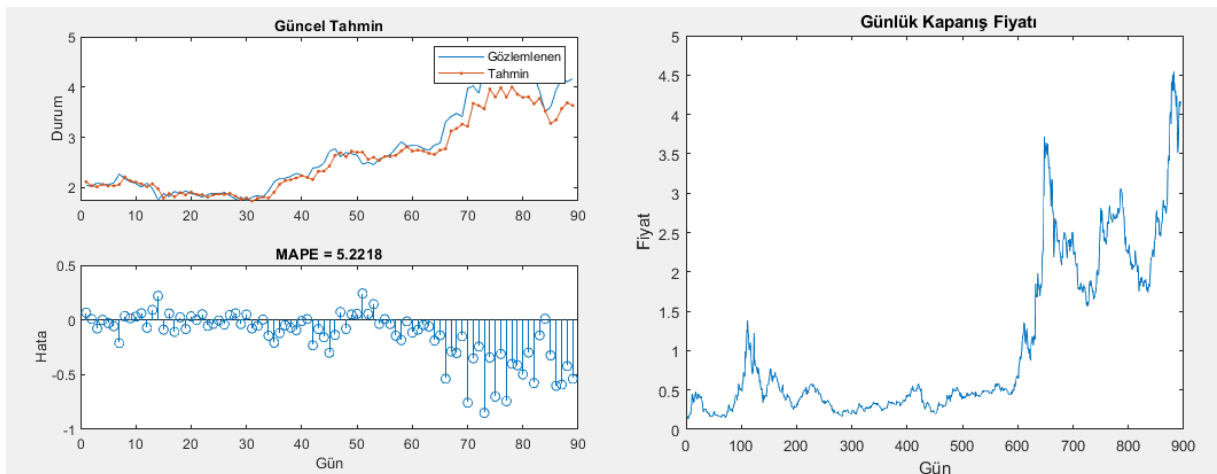 Güncel Tahmin
Durum
5
4
3
2
0 10 20 30 40 50 60 70 80 90
Gözlemlenen
Tahmin
MAPE = 5.2218
Hata
0.5
0
-0.5
-1
0 10 20 30 40 50 60 70 80 90
Gün
Günlük Kapanış Fiyatı
Fiyat
5
4.5
4
3.5
3
2.5
2
1.5
1
0.5
0
0 100 200 300 400 500 600 700 800 900
Gün